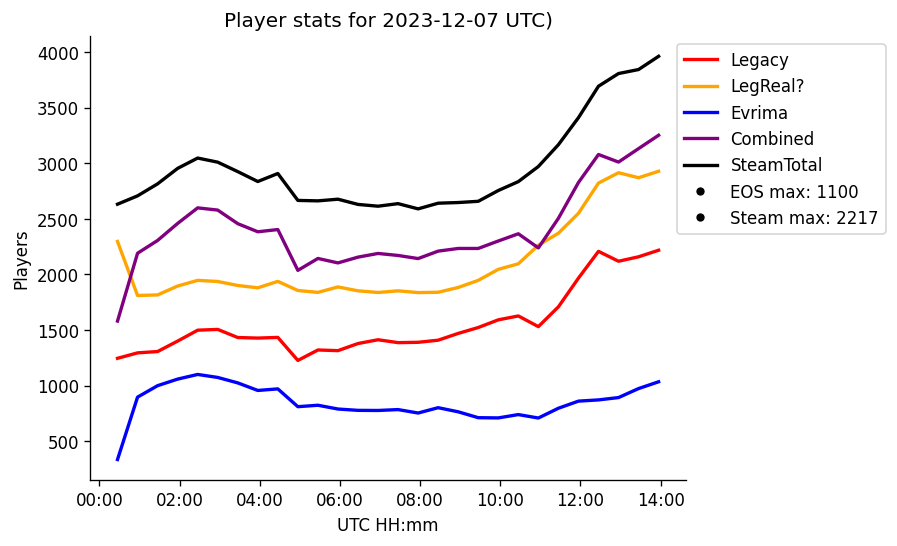 Player stats for 2023-12-07 UTC)
Players
4000
3500
3000
2500
2000
1500
1000
500
00:00 02:00 04:00 06:00 08:00 10:00 12:00 14:00
UTC HH:mm
Legacy
LegReal?
Evrima
Combined
SteamTotal
EOS max: 1100
Steam max: 2217